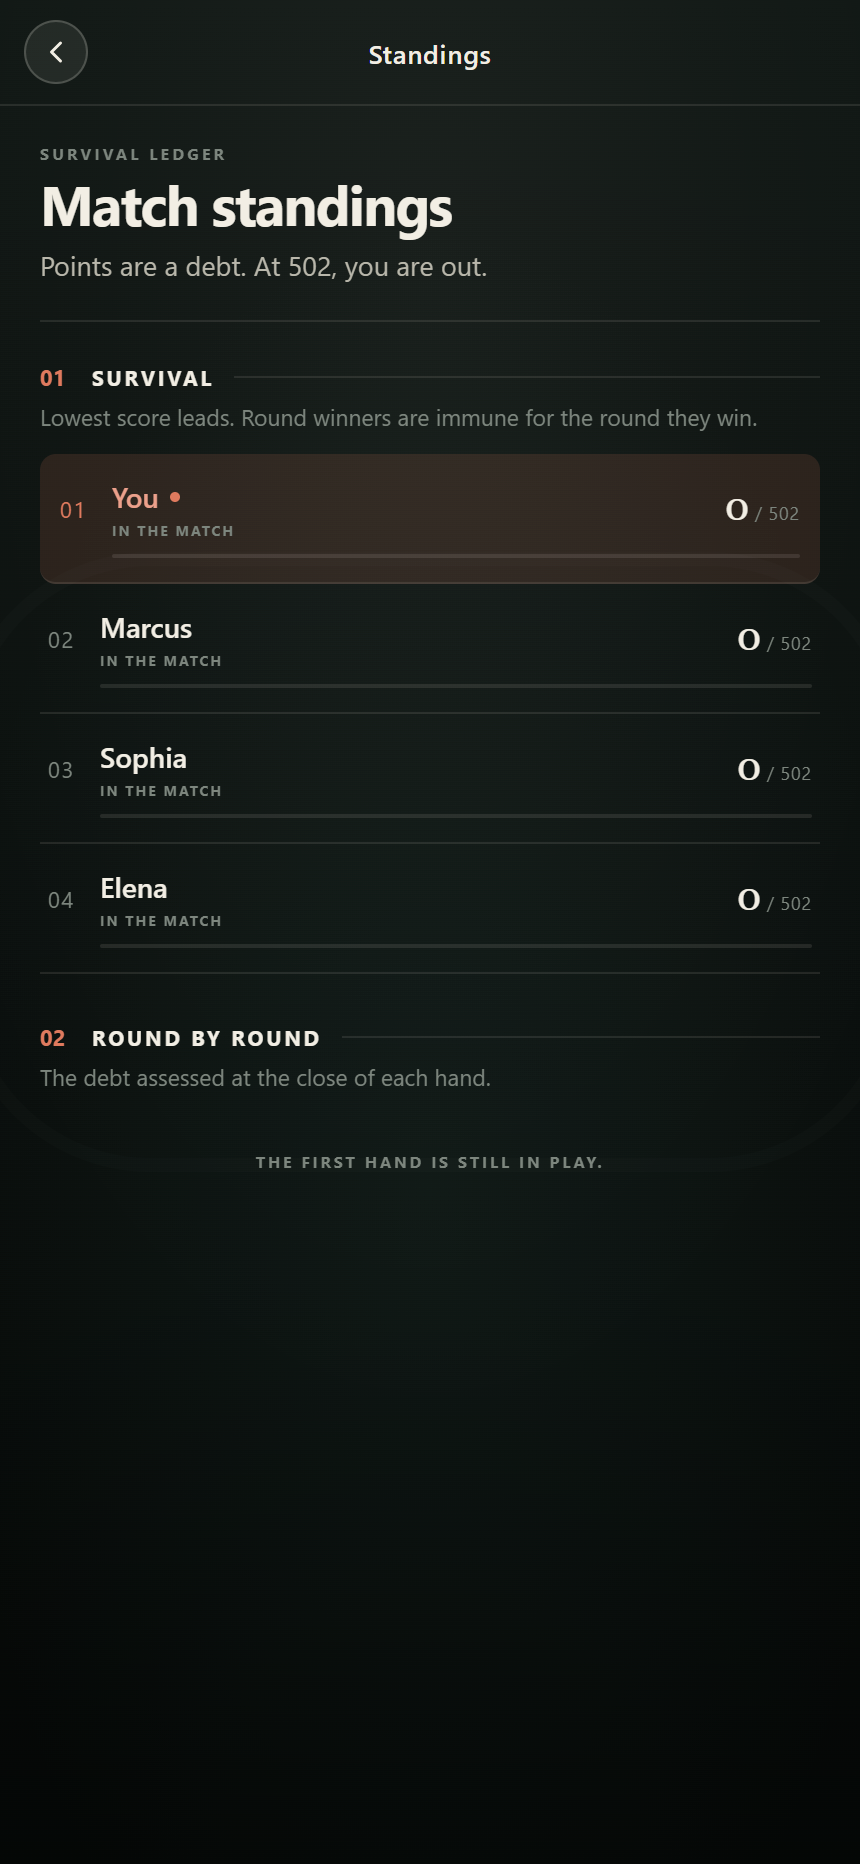 Standings
SURVIVAL LEDGER
Match standings
Points are a debt. At 502, you are out.
01 SURVIVAL
Lowest score leads. Round winners are immune for the round they win.
01 You 0 / 502
IN THE MATCH
02 Marcus 0 / 502
IN THE MATCH
03 Sophia 0 / 502
IN THE MATCH
04 Elena 0 / 502
IN THE MATCH
02 ROUND BY ROUND
The debt assessed at the close of each hand.
THE FIRST HAND IS STILL IN PLAY.